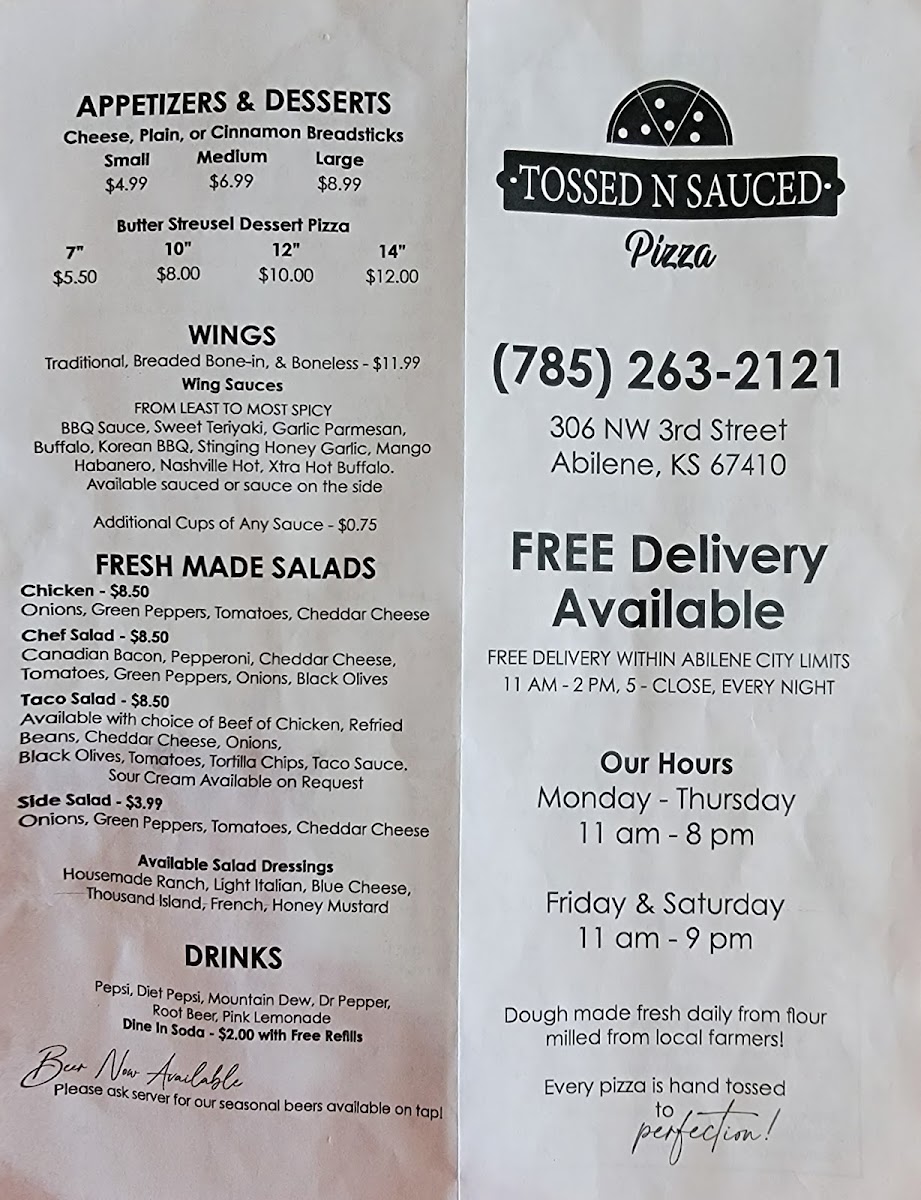 APPETIZERS & DESSERTS
Cheese, Plain, or Cinnamon Breadsticks
Small Medium Large
$4.99 $6.99 $8.99
Butter Streusel Dessert Pizza
7" 10" 12" 14"
$5.50 $8.00 $10.00 $12.00
WINGS
Traditional, Breaded Bone-in, & Boneless - $11.99
Wing Sauces
FROM LEAST TO MOST SPICY
BBQ Sauce, Sweet Teriyaki, Garlic Parmesan,
Buffalo, Korean BBQ, Stinging Honey Garlic, Mango
Habanero, Nashville Hot, Xtra Hot Buffalo.
Available sauced or sauce on the side
Additional Cups of Any Sauce - $0.75
FRESH MADE SALADS
Chicken - $8.50
Onions, Green Peppers, Tomatoes, Cheddar Cheese
Chef Salad - $8.50
Canadian Bacon, Pepperoni, Cheddar Cheese,
Tomatoes, Green Peppers, Onions, Black Olives
Taco Salad - $8.50
Available with choice of Beef of Chicken, Refried
Beans, Cheddar Cheese, Onions,
Black Olives, Tomatoes, Tortilla Chips, Taco Sauce.
Sour Cream Available on Request
Side Salad - $3.99
Onions, Green Peppers, Tomatoes, Cheddar Cheese
Available Salad Dressings
Housemade Ranch, Light Italian, Blue Cheese,
Thousand Island, French, Honey Mustard
DRINKS
Pepsi, Diet Pepsi, Mountain Dew, Dr Pepper,
Root Beer, Pink Lemonade
Dine In Soda - $2.00 with Free Refills
Beer Now Available
Please ask server for our seasonal beers available on tap!
TOSSED N SAUCED
Pizza
(785) 263-2121
306 NW 3rd Street
Abilene, KS 67410
FREE Delivery
Available
FREE DELIVERY WITHIN ABILENE CITY LIMITS
11 AM - 2 PM, 5 - CLOSE, EVERY NIGHT
Our Hours
Monday - Thursday
11 am - 8 pm
Friday & Saturday
11 am - 9 pm
Dough made fresh daily from flour
milled from local farmers!
Every pizza is hand tossed
to
perfection!